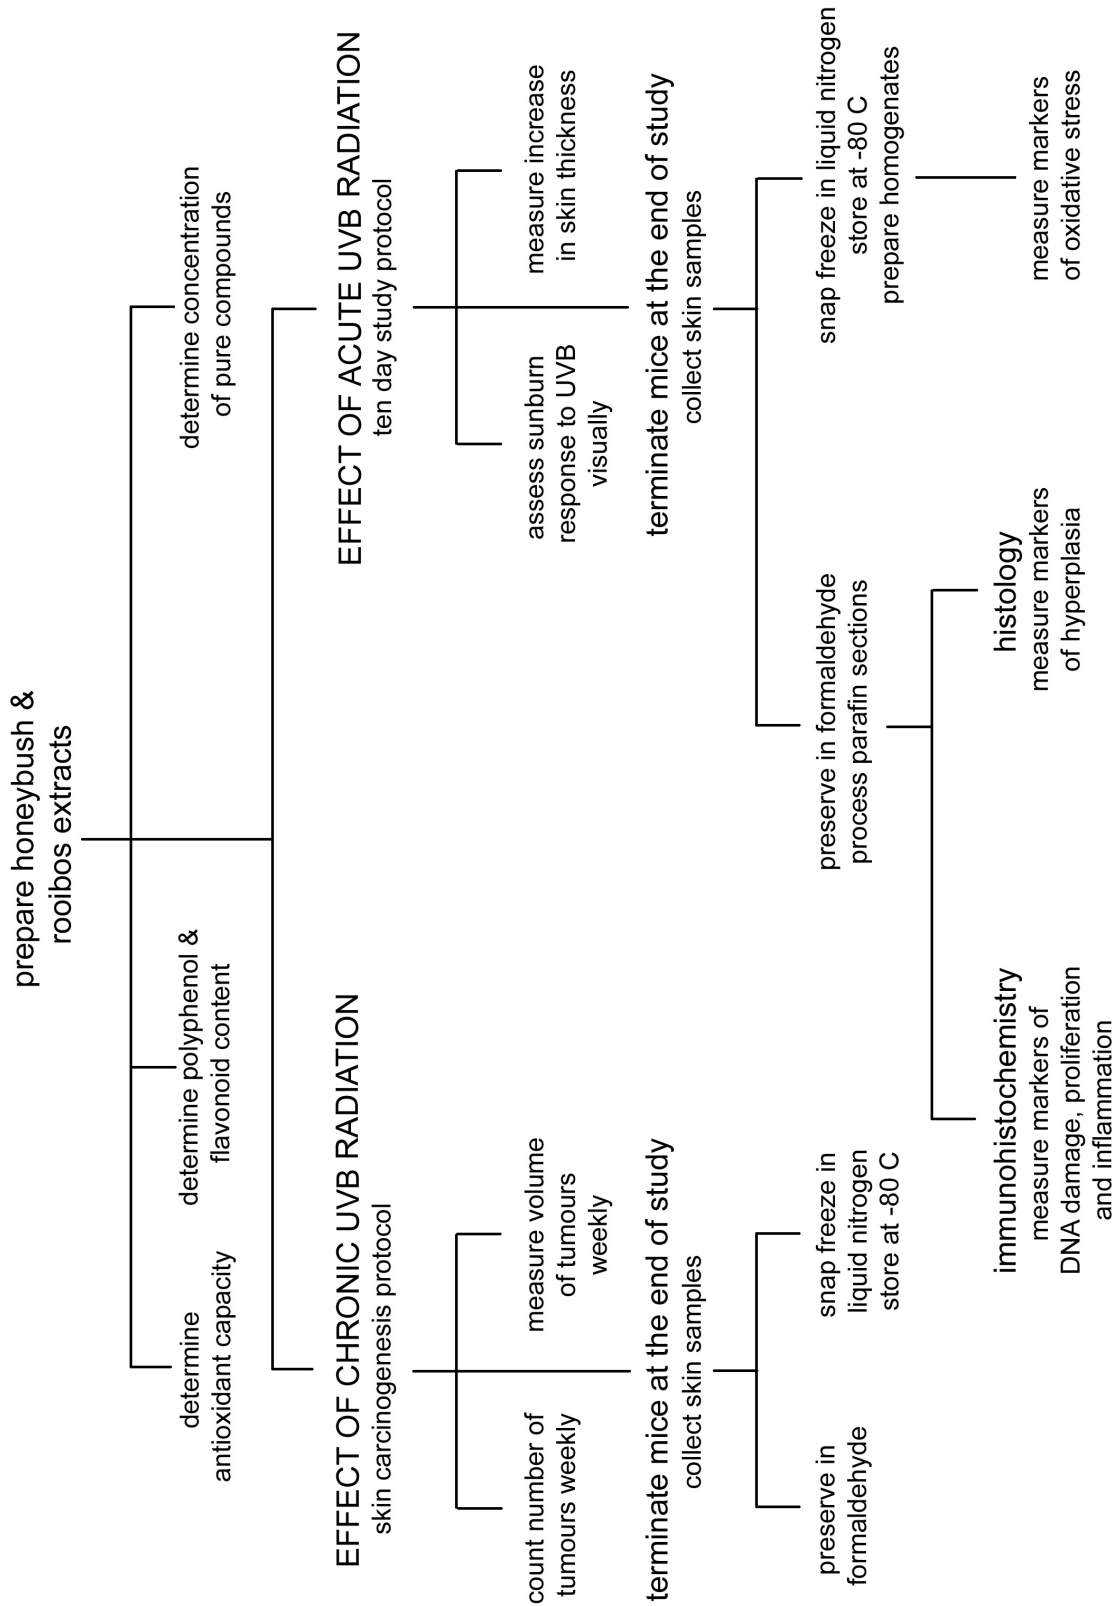 prepare honeybush &
rooibos extracts
determine
antioxidant capacity
determine polyphenol &
flavonoid content
determine concentration
of pure compounds
EFFECT OF CHRONIC UVB RADIATION
skin carcinogenesis protocol
count number of
tumours weekly
measure volume
of tumours
weekly
terminate mice at the end of study
collect skin samples
preserve in
formaldehyde
snap freeze in
liquid nitrogen
store at -80 C
EFFECT OF ACUTE UVB RADIATION
ten day study protocol
assess sunburn
response to UVB
visually
measure increase
in skin thickness
terminate mice at the end of study
collect skin samples
preserve in formaldehyde
process parafin sections
immunohistochemistry
measure markers of
DNA damage, proliferation
and inflammation
histology
measure markers
of hyperplasia
snap freeze in liquid nitrogen
store at -80 C
prepare homogenates
measure markers
of oxidative stress